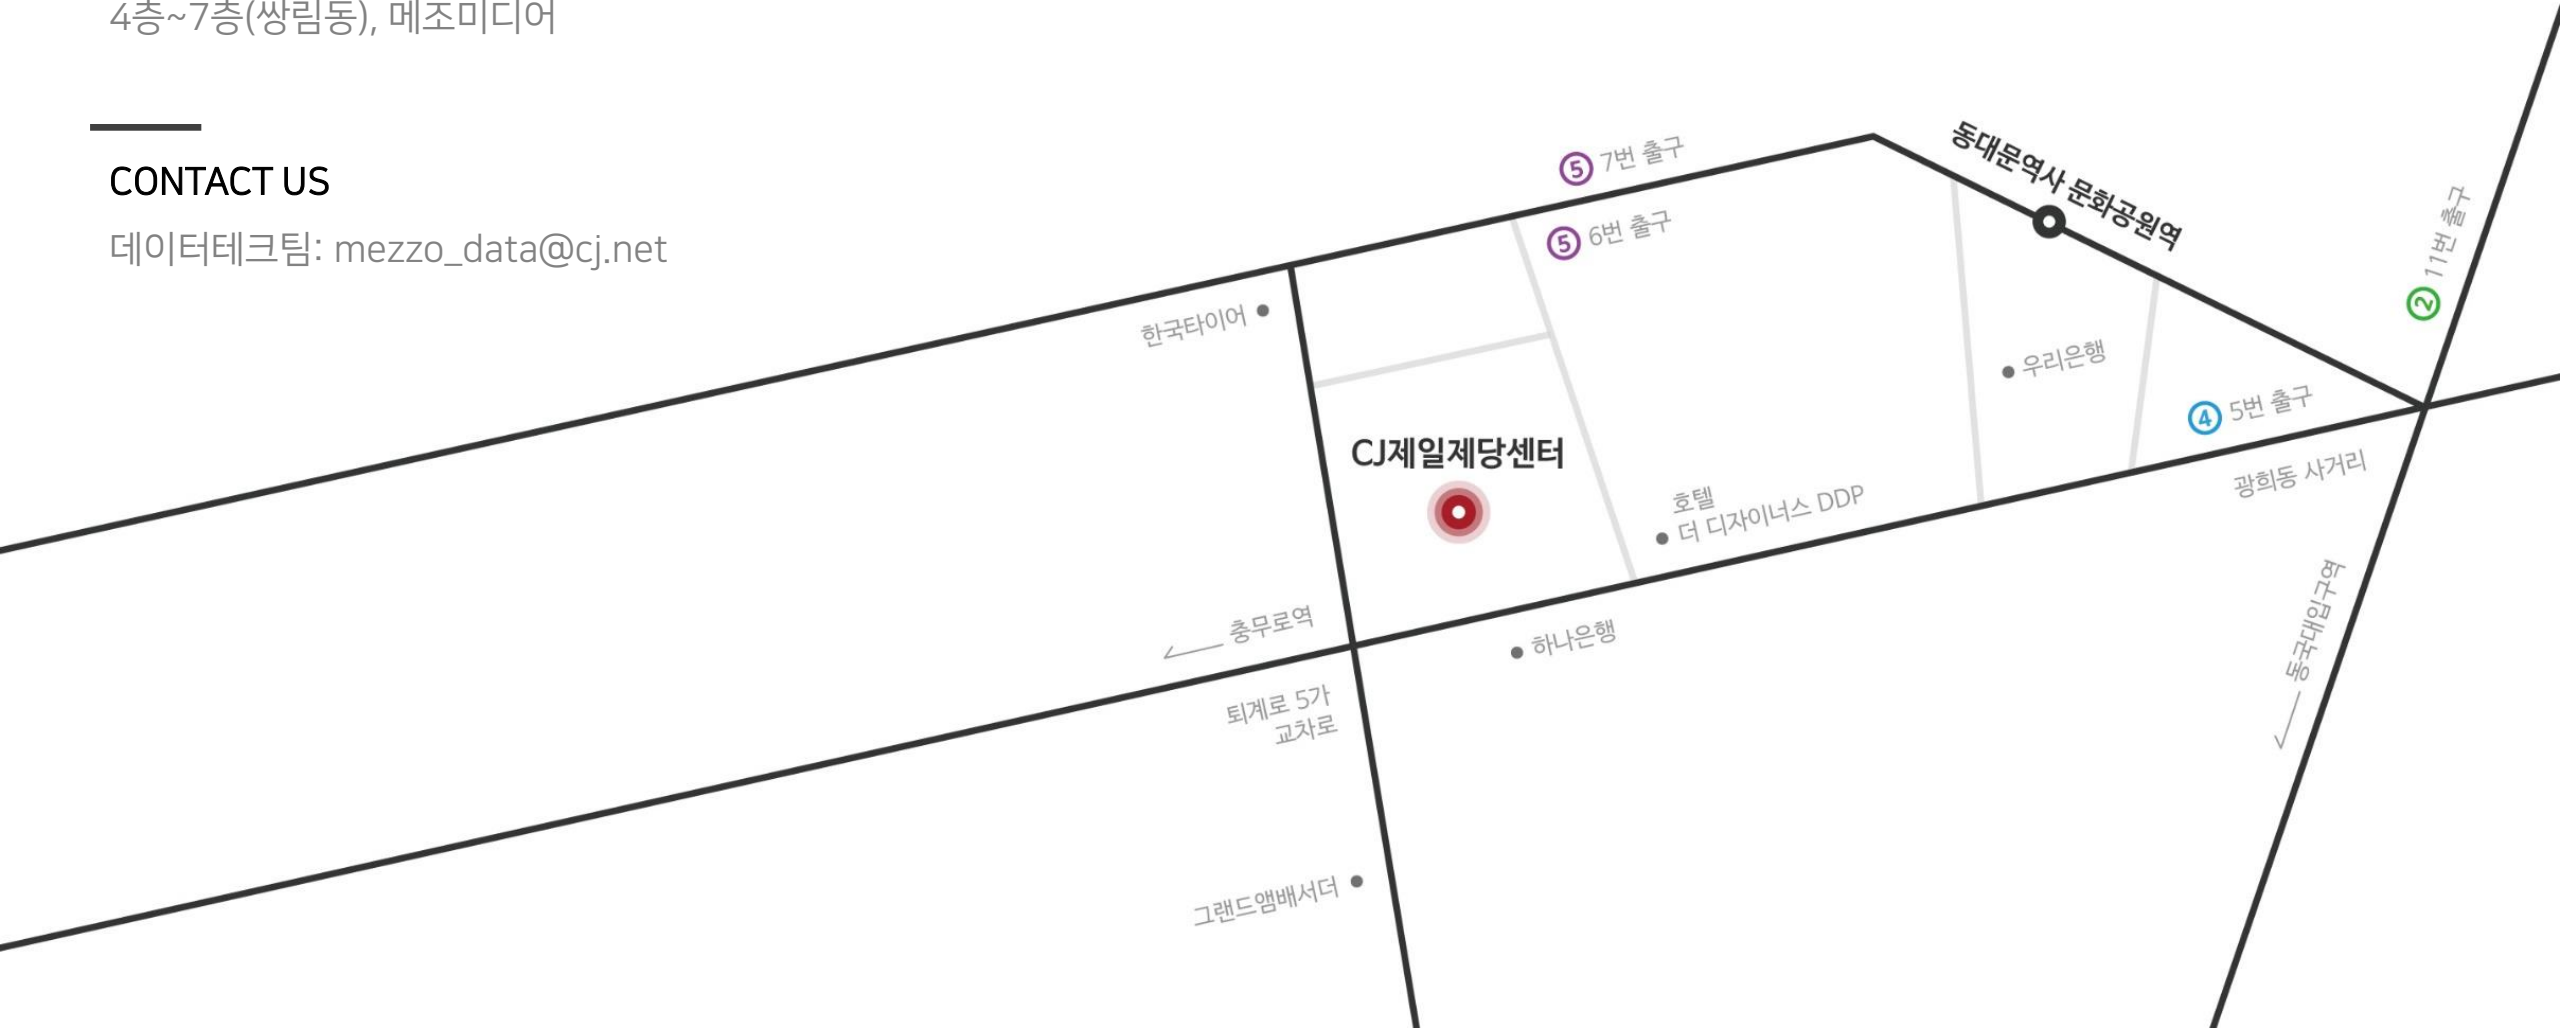 4층~7층(쌍림동), 메조미디어
CONTACT US
데이터테크팀: mezzo_data@cj.net
동대문역사 문화공원역
5 7번 출구
5 6번 출구
2 11번 출구
한국타이어
우리은행
4 5번 출구
CJ제일제당센터
광희동 사거리
호텔
더 디자이너스 DDP
충무로역
하나은행
동국대입구역
퇴계로 5가
교차로
그랜드앰배서더